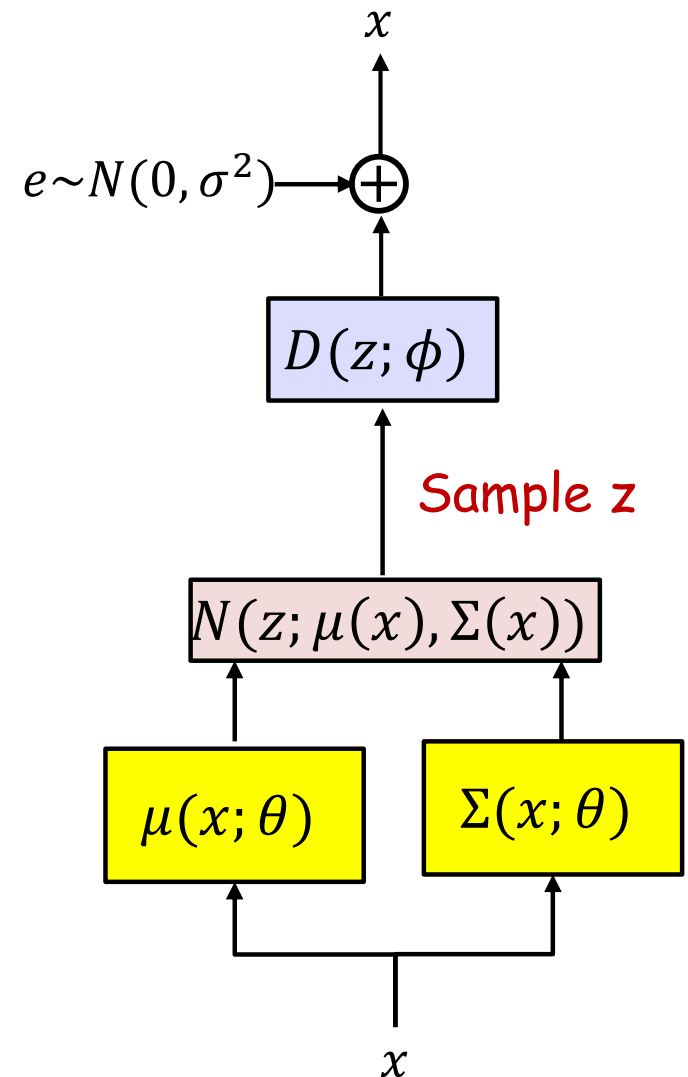 x
e~N(0, σ²)
D(z; ϕ)
Sample z
N(z; μ(x), Σ(x))
μ(x; θ)
Σ(x; θ)
x